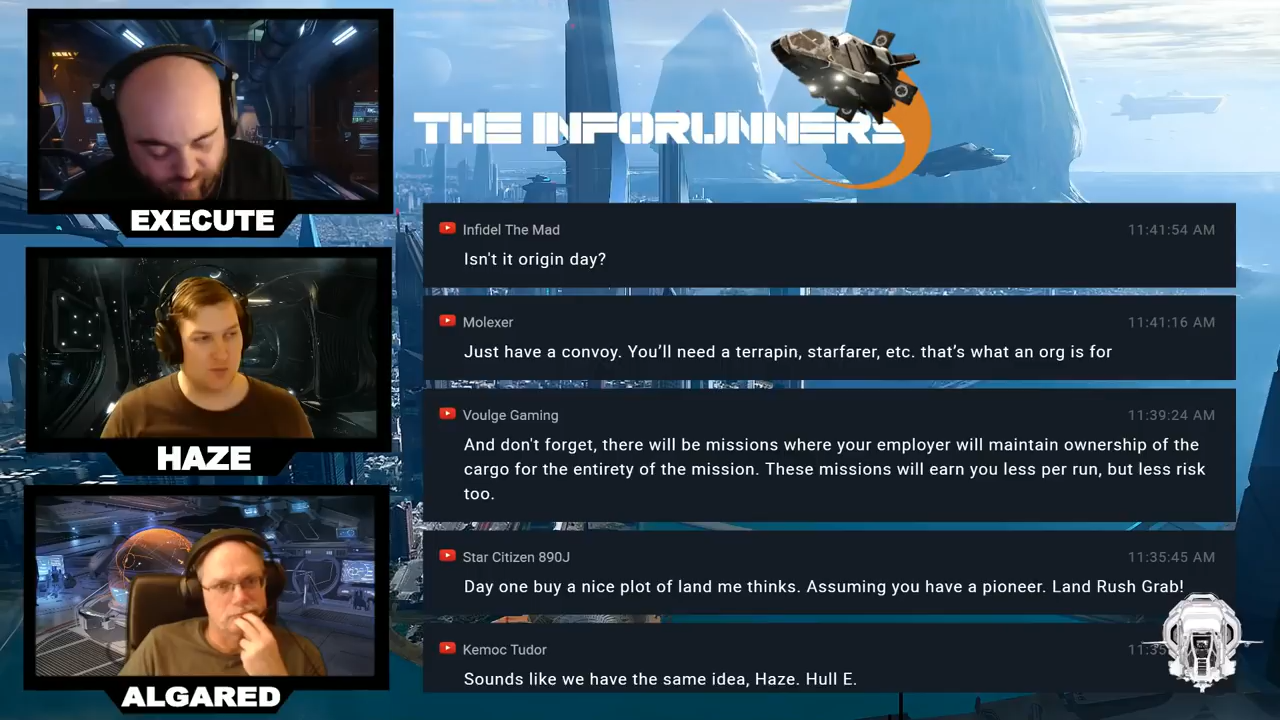 EXECUTE
HAZE
ALGARED
THE INFORUNNERS
Infidel The Mad 11:41:54 AM
Isn't it origin day?
Molexer 11:41:16 AM
Just have a convoy. You’ll need a terrapin, starfarer, etc. that’s what an org is for
Voulge Gaming 11:39:24 AM
And don't forget, there will be missions where your employer will maintain ownership of the
cargo for the entirety of the mission. These missions will earn you less per run, but less risk
too.
Star Citizen 890J 11:35:45 AM
Day one buy a nice plot of land me thinks. Assuming you have a pioneer. Land Rush Grab!
Kemoc Tudor
Sounds like we have the same idea, Haze. Hull E.